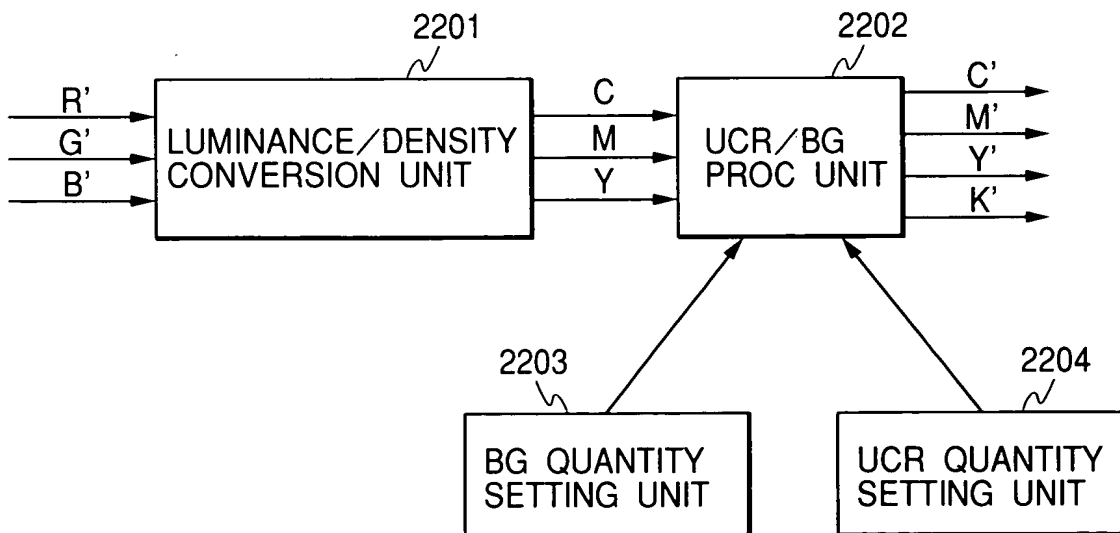 2201
2202
R'
G'
B'
LUMINANCE/DENSITY
CONVERSION UNIT
C
M
Y
UCR/BG
PROC UNIT
C'
M'
Y'
K'
2203
2204
BG QUANTITY
SETTING UNIT
UCR QUANTITY
SETTING UNIT